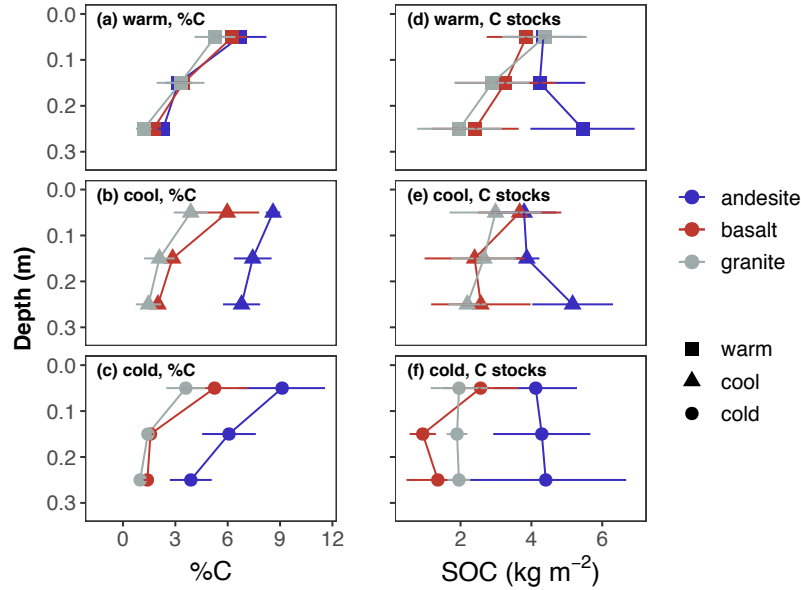 (a) warm, %C
(d) warm, C stocks
0.0
0.1
0.2
0.3
(b) cool, %C
(e) cool, C stocks
0.0
0.1
0.2
0.3
(c) cold, %C
(f) cold, C stocks
0.0
0.1
0.2
0.3
Depth (m)
0 3 6 9 12
2 4 6
%C
SOC (kg m⁻²)
andesite
basalt
granite
warm
cool
cold